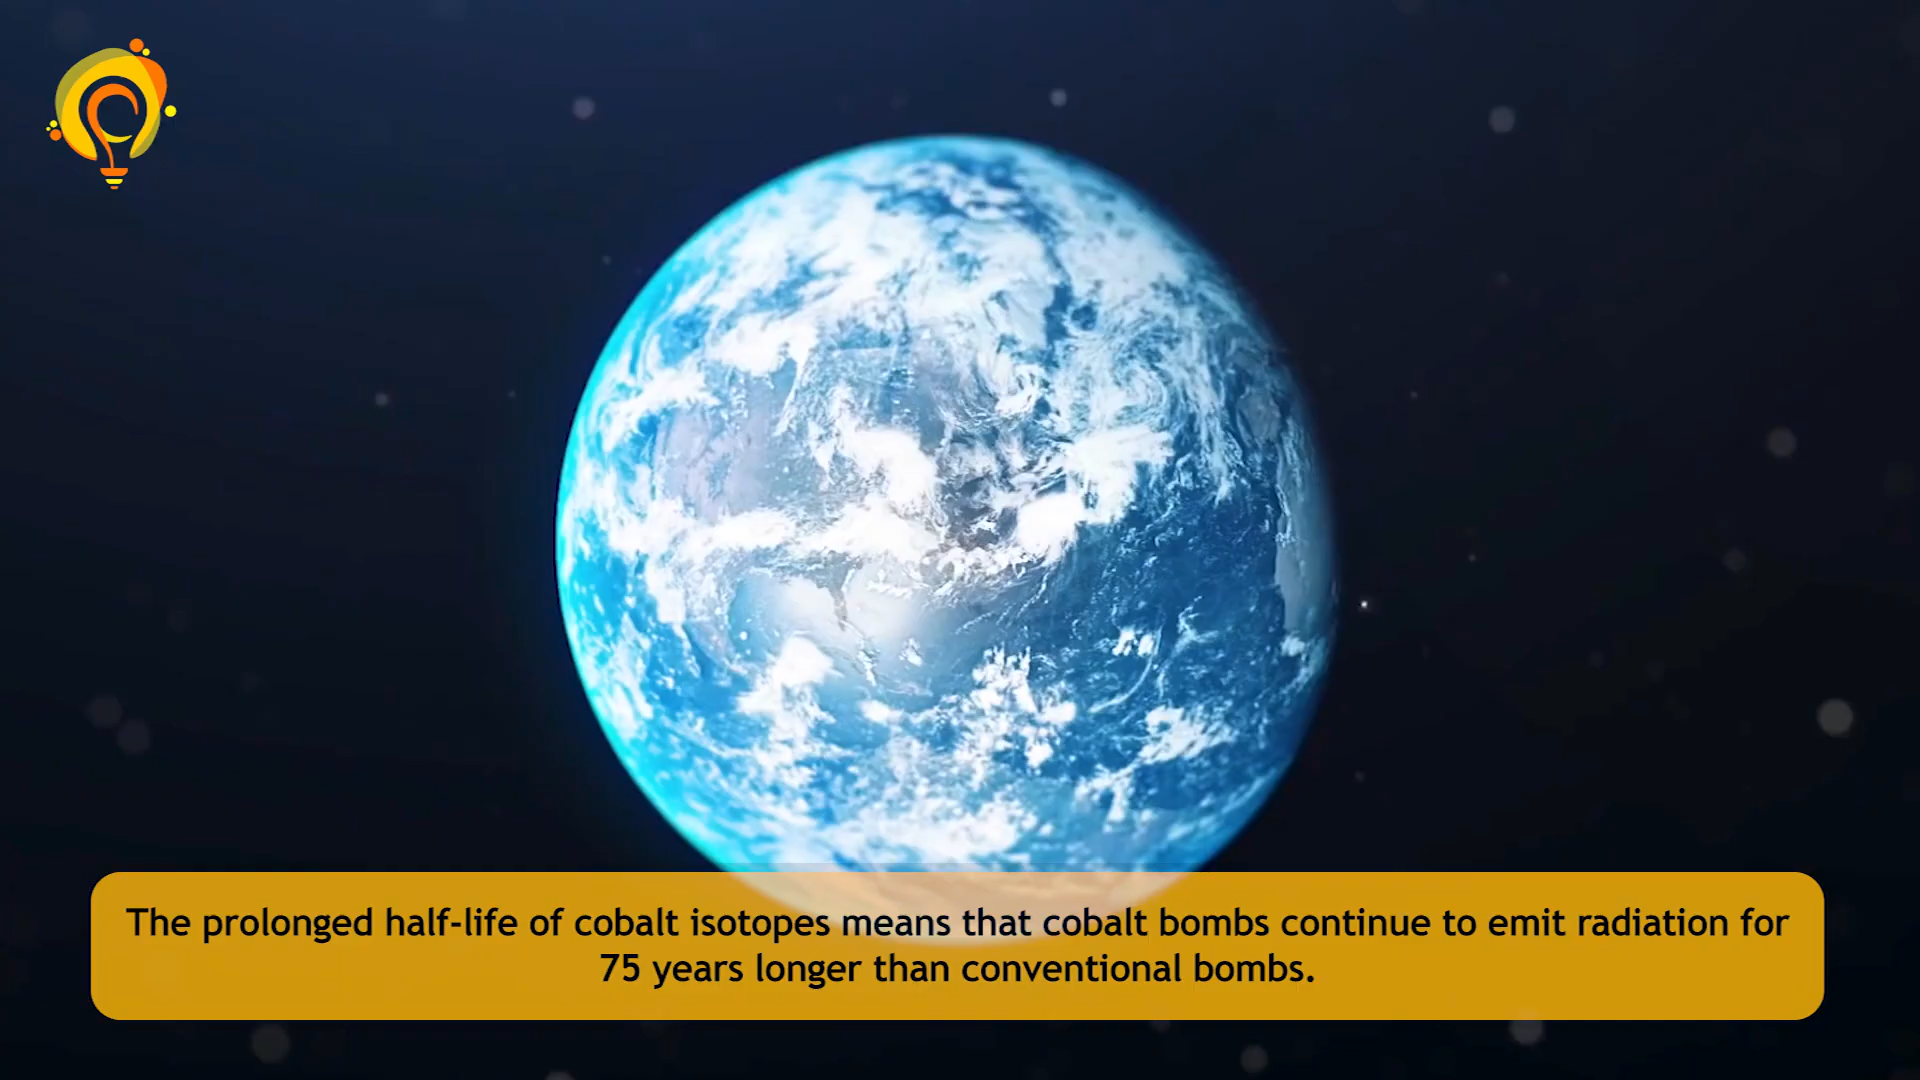 The prolonged half-life of cobalt isotopes means that cobalt bombs continue to emit radiation for
75 years longer than conventional bombs.